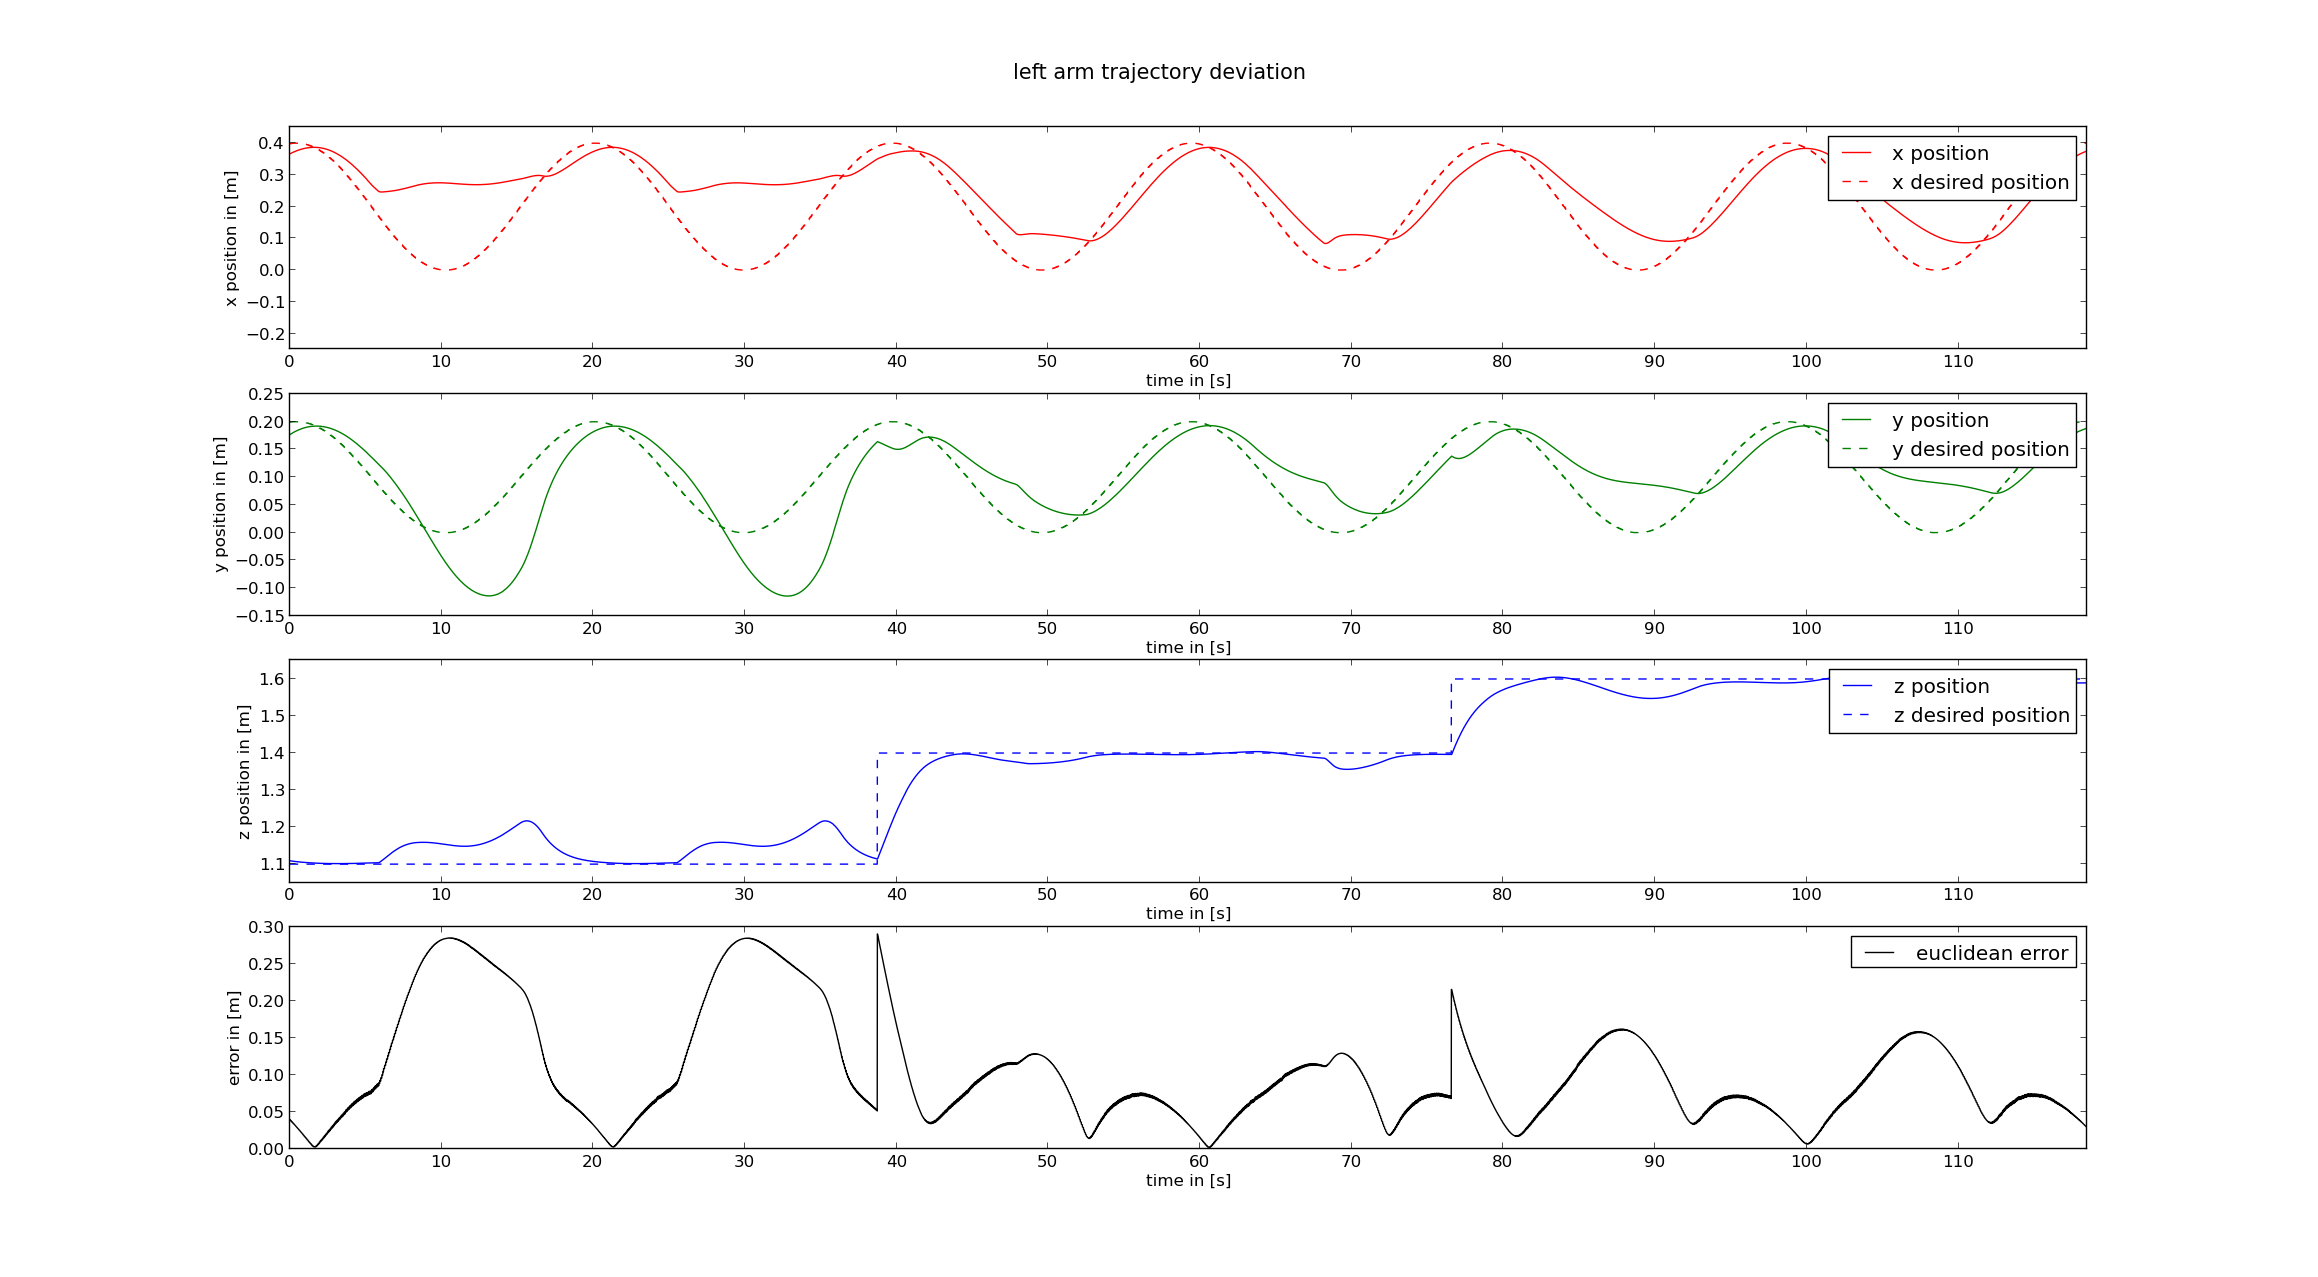 left arm trajectory deviation
x position in [m]
0.4
0.3
0.2
0.1
0.0
−0.1
−0.2
x position
x desired position
0 10 20 30 40 50 60 70 80 90 100 110
time in [s]
y position in [m]
0.25
0.20
0.15
0.10
0.05
0.00
−0.05
−0.10
−0.15
y position
y desired position
0 10 20 30 40 50 60 70 80 90 100 110
time in [s]
z position in [m]
1.6
1.5
1.4
1.3
1.2
1.1
z position
z desired position
0 10 20 30 40 50 60 70 80 90 100 110
time in [s]
error in [m]
0.30
0.25
0.20
0.15
0.10
0.05
0.00
euclidean error
0 10 20 30 40 50 60 70 80 90 100 110
time in [s]